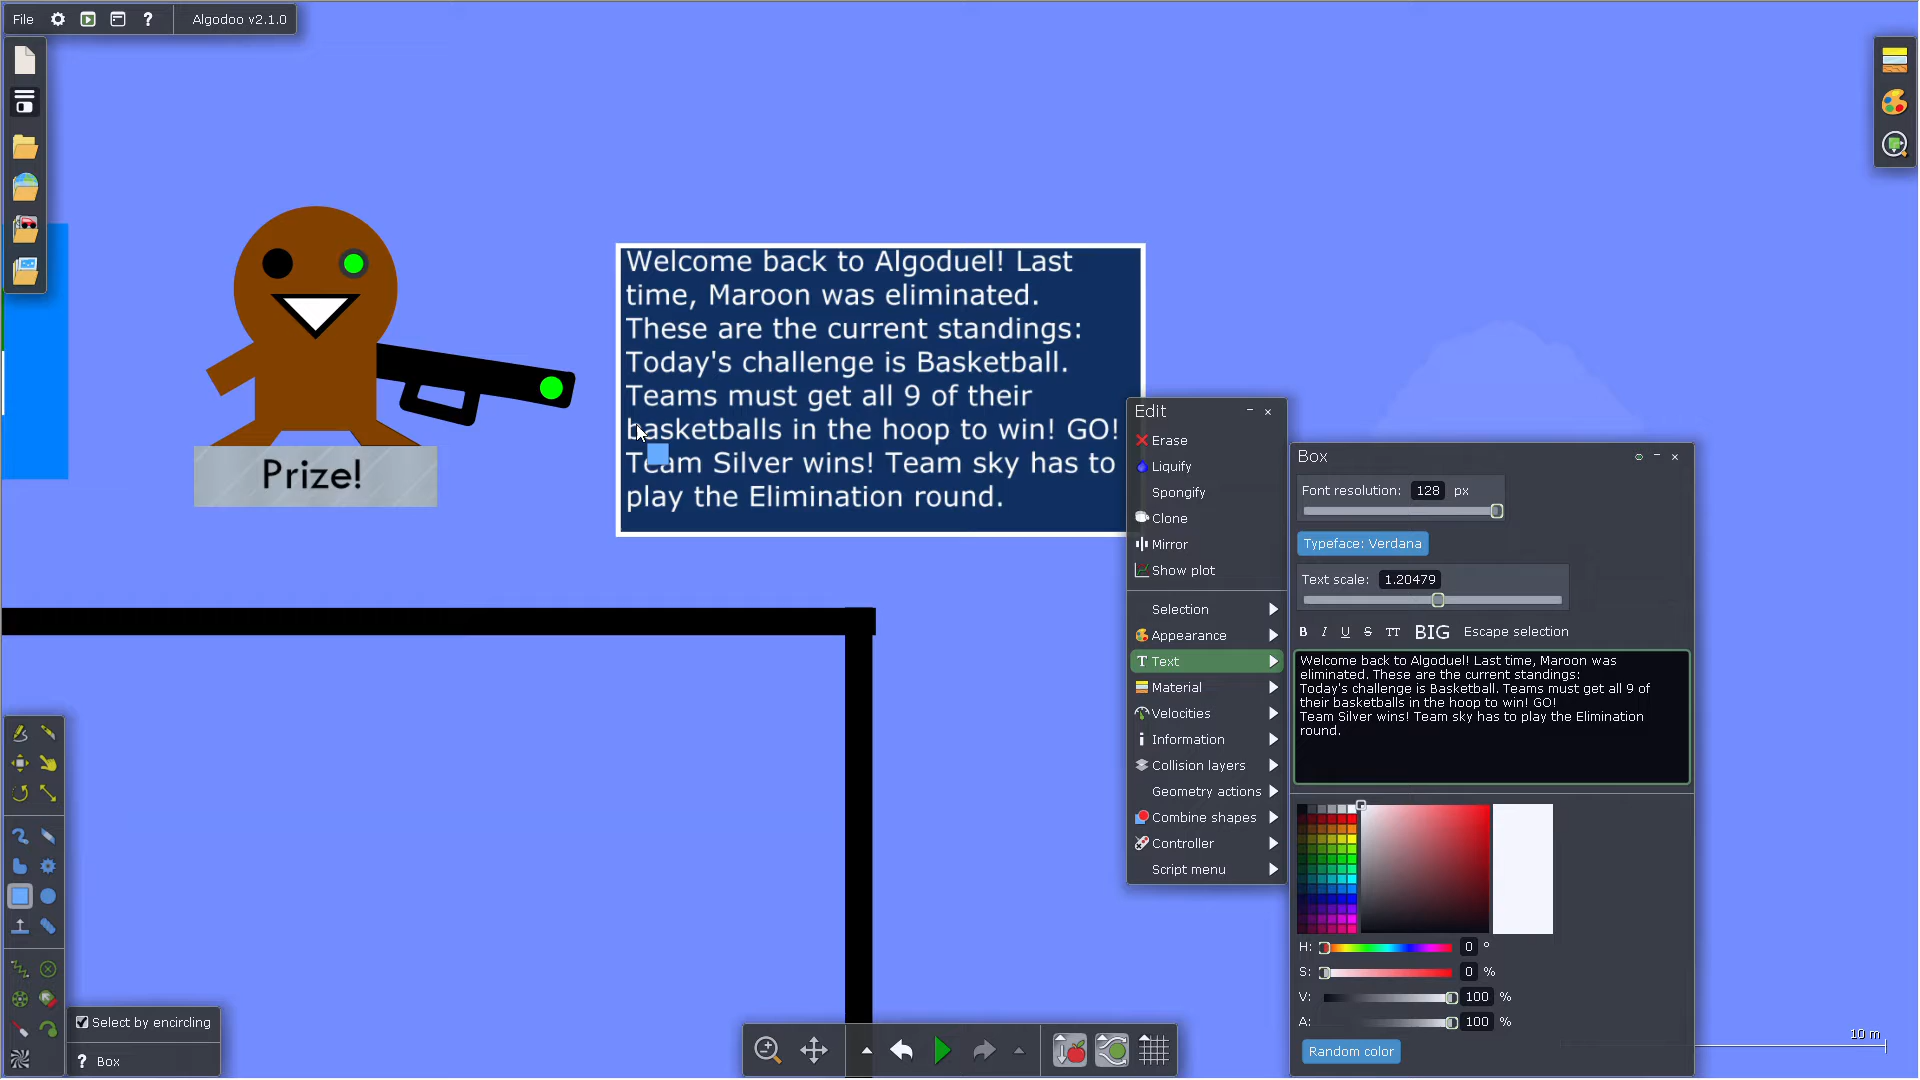 File
Algodoo v2.1.0
Welcome back to Algoduel! Last
time, Maroon was eliminated.
These are the current standings:
Today's challenge is Basketball.
Teams must get all 9 of their
basketballs in the hoop to win! GO!
Team Silver wins! Team sky has to
play the Elimination round.
Prize!
Edit
Erase
Liquify
Spongify
Clone
Mirror
Show plot
Selection
Appearance
T Text
Material
Velocities
Information
Collision layers
Geometry actions
Combine shapes
Controller
Script menu
Box
Font resolution: 128 px
Typeface: Verdana
Text scale: 1.20479
B I U S TT BIG Escape selection
Welcome back to Algoduel! Last time, Maroon was
eliminated. These are the current standings:
Today's challenge is Basketball. Teams must get all 9 of
their basketballs in the hoop to win! GO!
Team Silver wins! Team sky has to play the Elimination
round.
H: 0 °
S: 0 %
V: 100 %
A: 100 %
Random color
Select by encircling
? Box
10 m